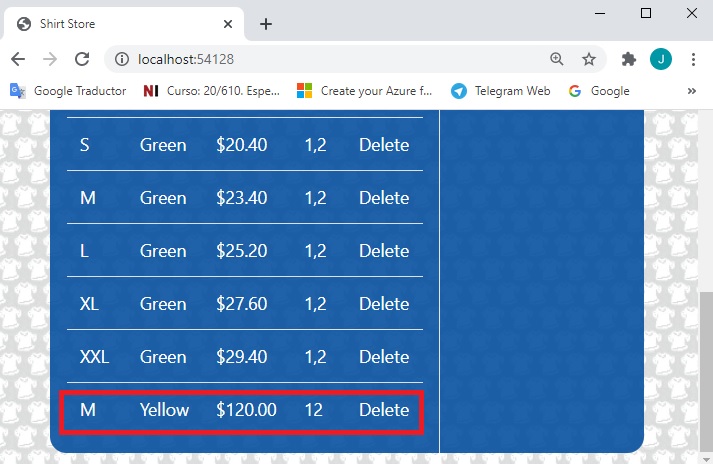 Shirt Store
localhost:54128
J
Google Traductor NI Curso: 20/610. Espe... Create your Azure f... Telegram Web G Google »
S Green $20.40 1,2 Delete
M Green $23.40 1,2 Delete
L Green $25.20 1,2 Delete
XL Green $27.60 1,2 Delete
XXL Green $29.40 1,2 Delete
M Yellow $120.00 12 Delete